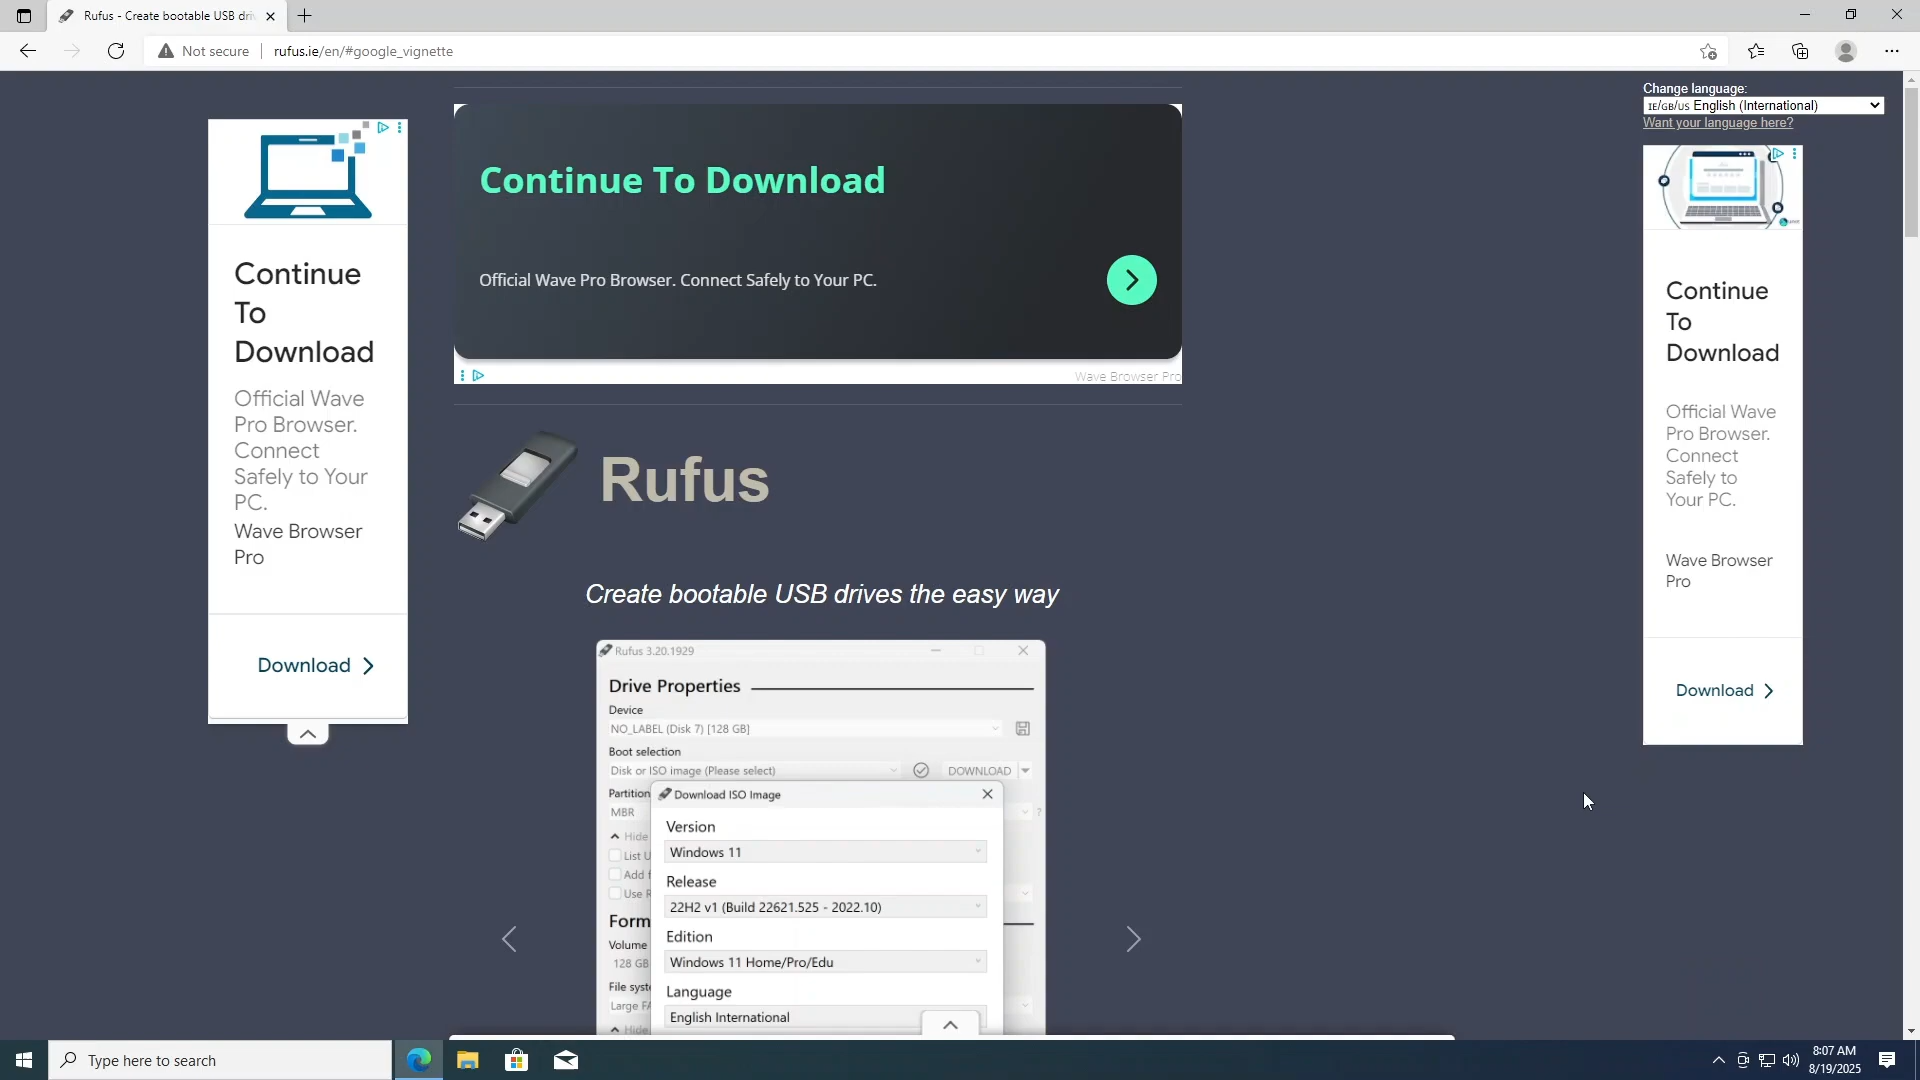 Rufus - Create bootable USB dri
Not secure
rufus.ie/en/#google_vignette
Change language:
IE/GB/US English (International)
Want your language here?
Continue To Download
Official Wave Pro Browser. Connect Safely to Your PC.
Wave Browser Pro
Continue
To
Download
Official Wave
Pro Browser.
Connect
Safely to Your
PC.
Wave Browser
Pro
Download
Continue
To
Download
Official Wave
Pro Browser.
Connect
Safely to
Your PC.
Wave Browser
Pro
Download
Rufus
Create bootable USB drives the easy way
Rufus 3.20.1929
Drive Properties
Device
NO_LABEL (Disk 7) [128 GB]
Boot selection
Disk or ISO image (Please select)
DOWNLOAD
Partition
MBR
?
Hide
List U
Add f
Use R
Form
Volume
128 GB
File syste
Large FA
Hide
Download ISO Image
Version
Windows 11
Release
22H2 v1 (Build 22621.525 - 2022.10)
Edition
Windows 11 Home/Pro/Edu
Language
English International
Type here to search
8:07 AM
8/19/2025